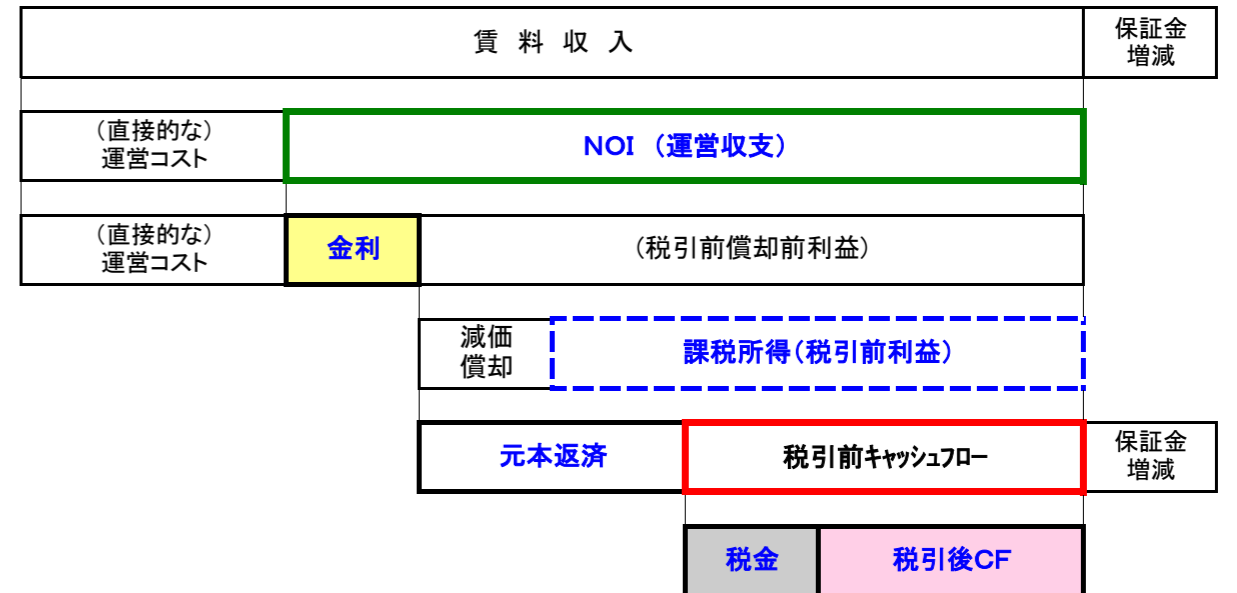 賃 料 収 入
保証金
増減
(直接的な)
運営コスト
NOI (運営収支)
(直接的な)
運営コスト
金利
(税引前償却前利益)
減価
償却
課税所得(税引前利益)
元本返済
税引前ｷｬｯｼｭﾌﾛｰ
保証金
増減
税金
税引後CF